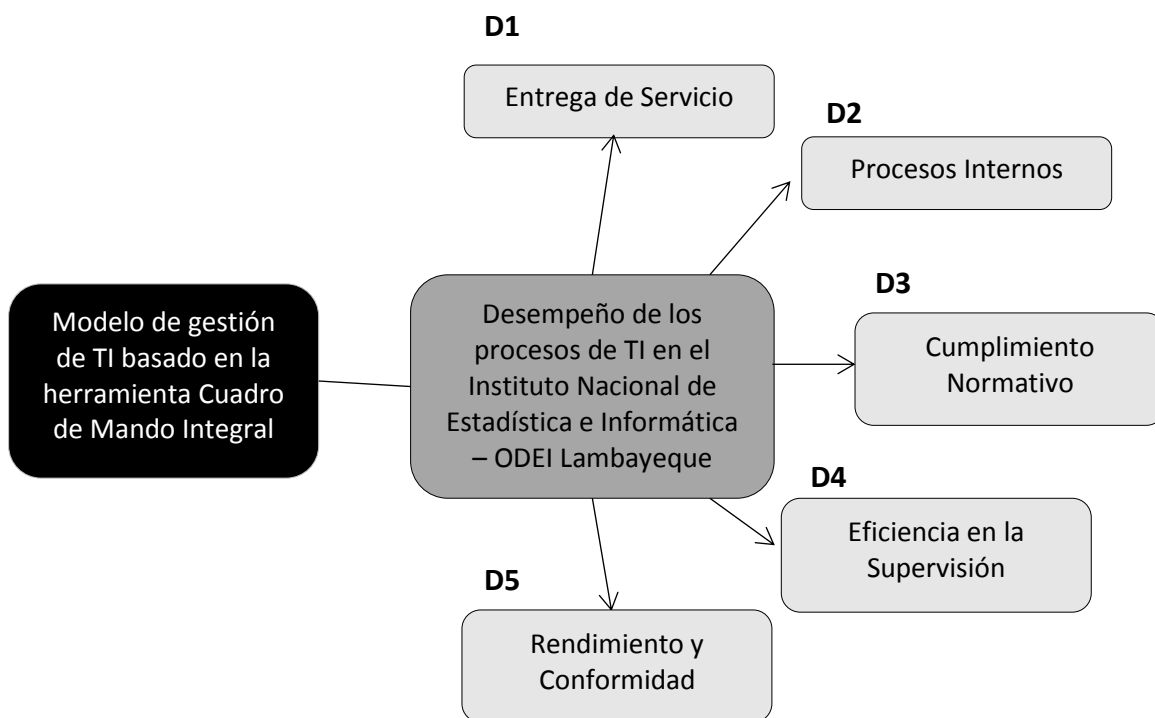 D1
Entrega de Servicio
D2
Procesos Internos
D3
Cumplimiento
Normativo
Modelo de gestión
de TI basado en la
herramienta Cuadro
de Mando Integral
Desempeño de los
procesos de TI en el
Instituto Nacional de
Estadística e Informática
– ODEI Lambayeque
D4
Eficiencia en la
Supervisión
D5
Rendimiento y
Conformidad